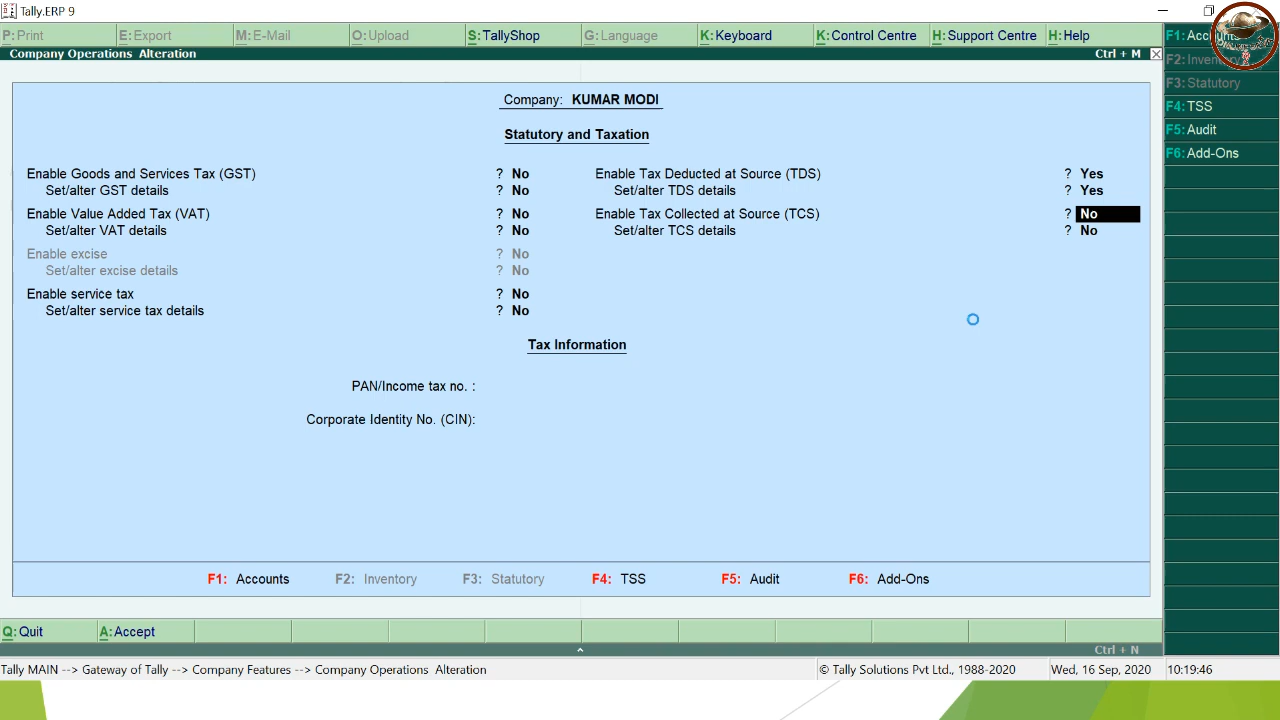 Tally.ERP 9
P: Print E: Export M: E-Mail O: Upload S: TallyShop G: Language K: Keyboard K: Control Centre H: Support Centre H: Help
Company Operations Alteration Ctrl + M
F1: Accounts
F2: Inventory
F3: Statutory
F4: TSS
F5: Audit
F6: Add-Ons
Company: KUMAR MODI
Statutory and Taxation
Enable Goods and Services Tax (GST) ? No Enable Tax Deducted at Source (TDS) ? Yes
Set/alter GST details ? No Set/alter TDS details ? Yes
Enable Value Added Tax (VAT) ? No Enable Tax Collected at Source (TCS) ? No
Set/alter VAT details ? No Set/alter TCS details ? No
Enable excise ? No
Set/alter excise details ? No
Enable service tax ? No
Set/alter service tax details ? No
Tax Information
PAN/Income tax no. :
Corporate Identity No. (CIN):
F1: Accounts F2: Inventory F3: Statutory F4: TSS F5: Audit F6: Add-Ons
Q: Quit A: Accept
Ctrl + N
Tally MAIN --> Gateway of Tally --> Company Features --> Company Operations Alteration © Tally Solutions Pvt Ltd., 1988-2020 Wed, 16 Sep, 2020 10:19:46